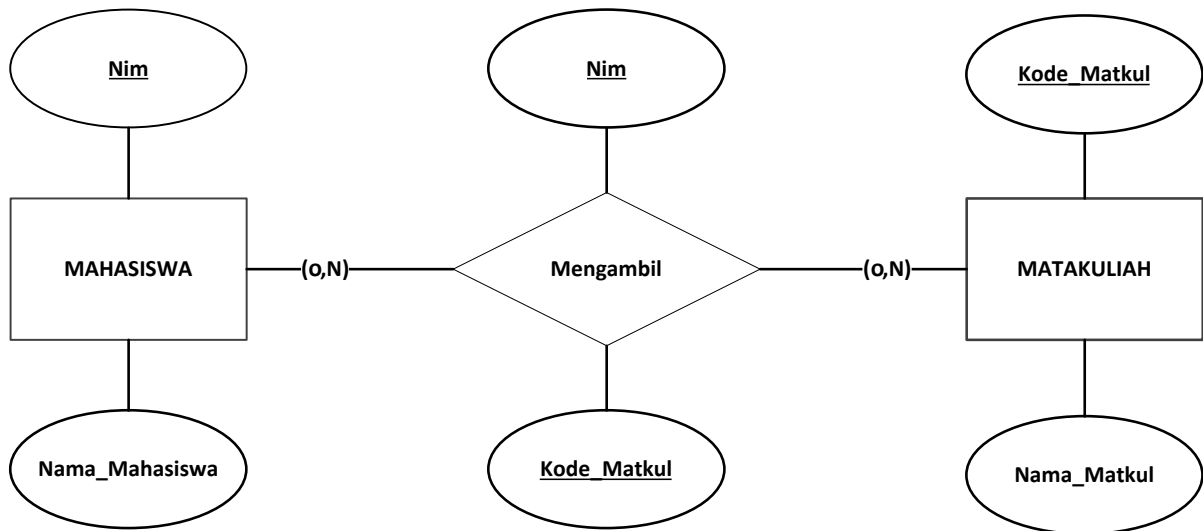 Nim
Nim
Kode_Matkul
MAHASISWA
(o,N)
Mengambil
(o,N)
MATAKULIAH
Nama_Mahasiswa
Kode_Matkul
Nama_Matkul